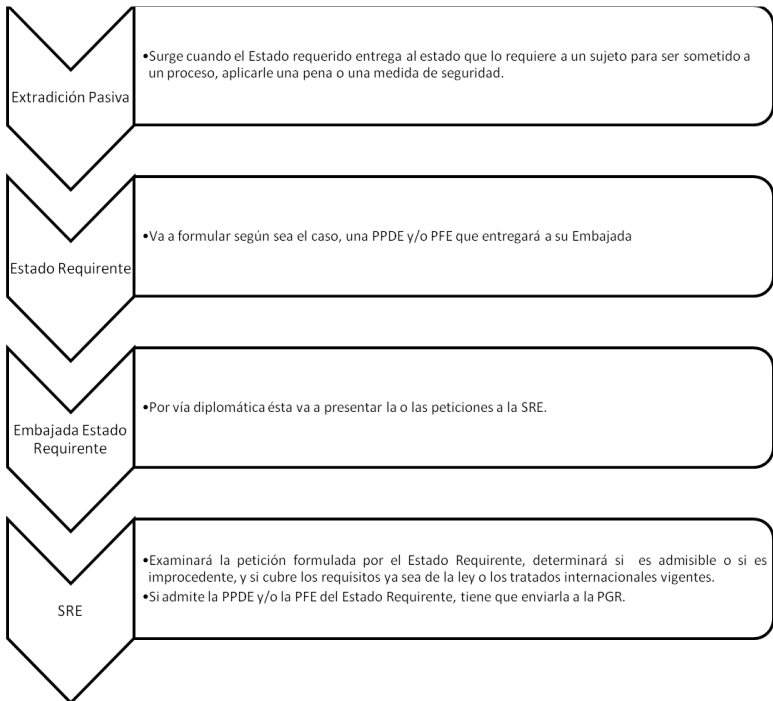 Extradición Pasiva
•Surge cuando el Estado requerido entrega al estado que lo requiere a un sujeto para ser sometido a
un proceso, aplicarle una pena o una medida de seguridad.
Estado Requirente
•Va a formular según sea el caso, una PPDE y/o PFE que entregará a su Embajada
Embajada Estado
Requirente
•Por vía diplomática ésta va a presentar la o las peticiones a la SRE.
SRE
•Examinará la petición formulada por el Estado Requirente, determinará si es admisible o si es
improcedente, y si cubre los requisitos ya sea de la ley o los tratados internacionales vigentes.
•Si admite la PPDE y/o la PFE del Estado Requirente, tiene que enviarla a la PGR.